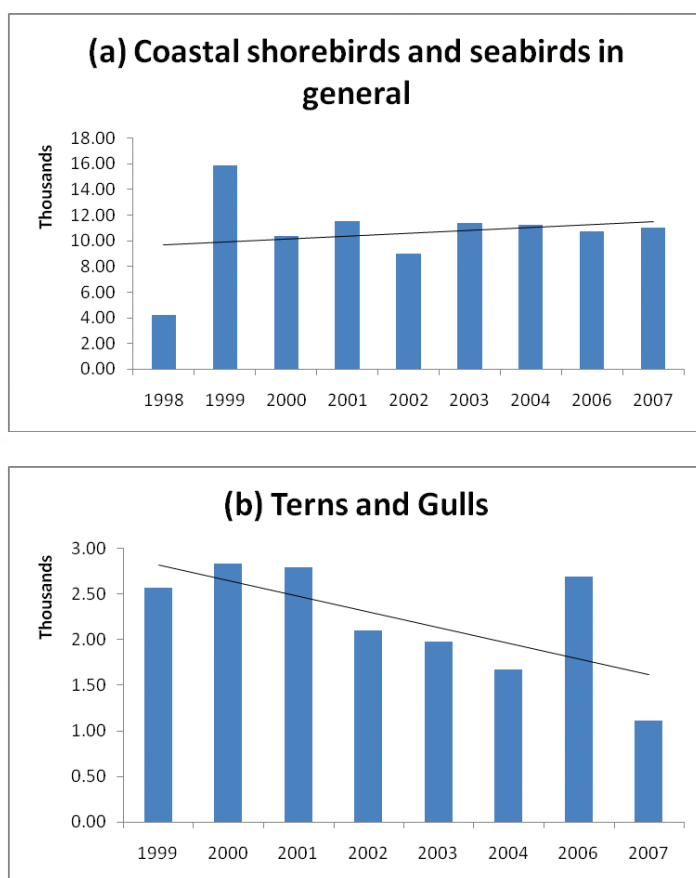 (a) Coastal shorebirds and seabirds in
general
Thousands
18.00
16.00
14.00
12.00
10.00
8.00
6.00
4.00
2.00
0.00
1998 1999 2000 2001 2002 2003 2004 2006 2007
(b) Terns and Gulls
Thousands
3.00
2.50
2.00
1.50
1.00
0.50
0.00
1999 2000 2001 2002 2003 2004 2006 2007